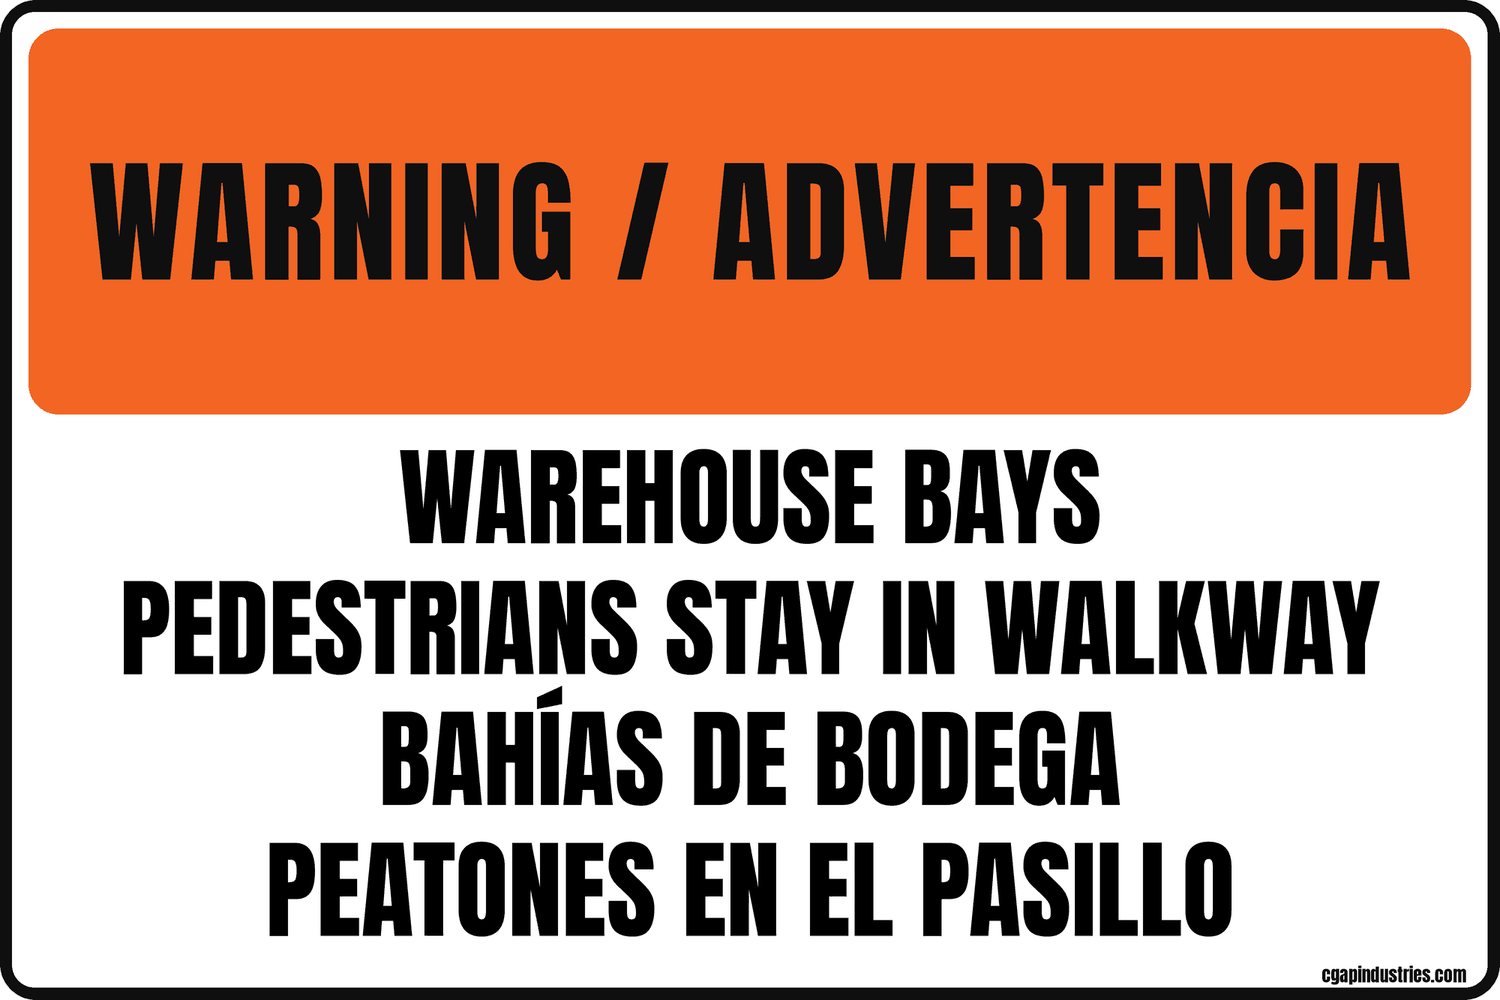 WARNING / ADVERTENCIA
WAREHOUSE BAYS
PEDESTRIANS STAY IN WALKWAY
BAHÍAS DE BODEGA
PEATONES EN EL PASILLO
cgapindustries.com